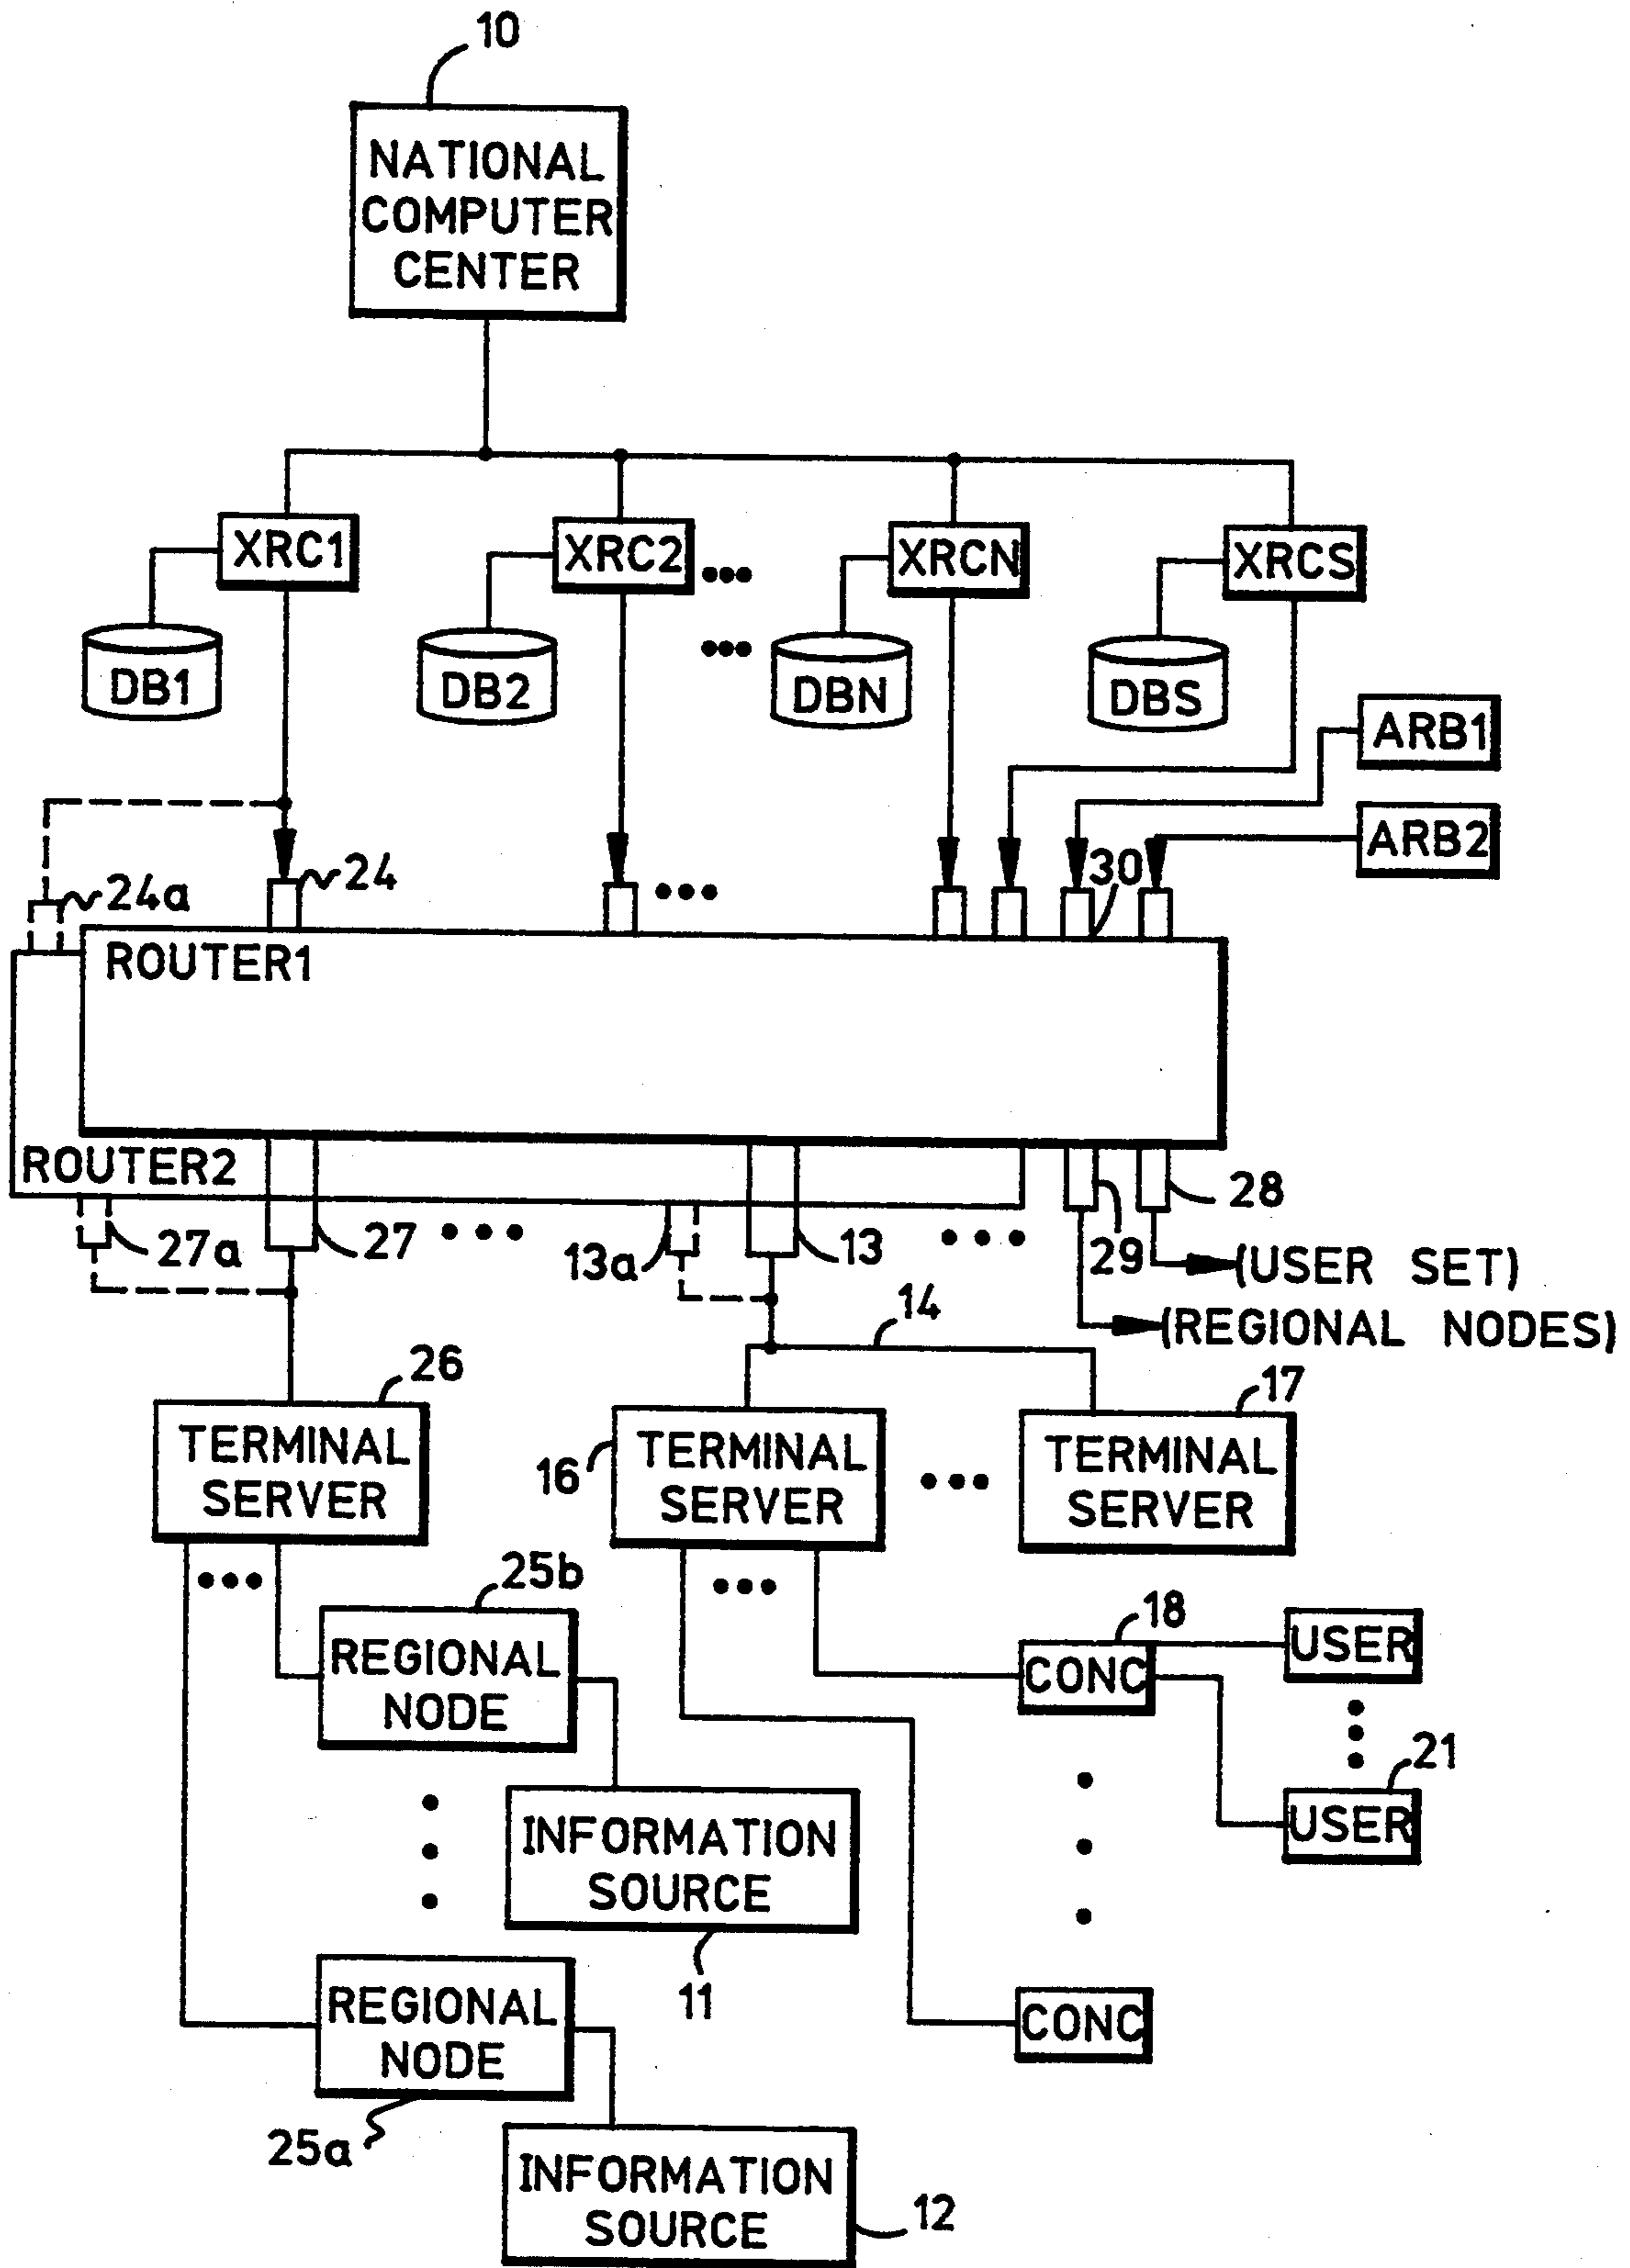 10
NATIONAL
COMPUTER
CENTER
XRC1
XRC2
XRCN
XRCS
DB1
DB2
DBN
DBS
ARB1
ARB2
24
24a
30
ROUTER1
ROUTER2
27a
27
13a
13
29
28
(USER SET)
(REGIONAL NODES)
14
26
TERMINAL
SERVER
16
TERMINAL
SERVER
17
TERMINAL
SERVER
25b
REGIONAL
NODE
18
CONC
USER
21
USER
INFORMATION
SOURCE
11
REGIONAL
NODE
25a
CONC
INFORMATION
SOURCE
12